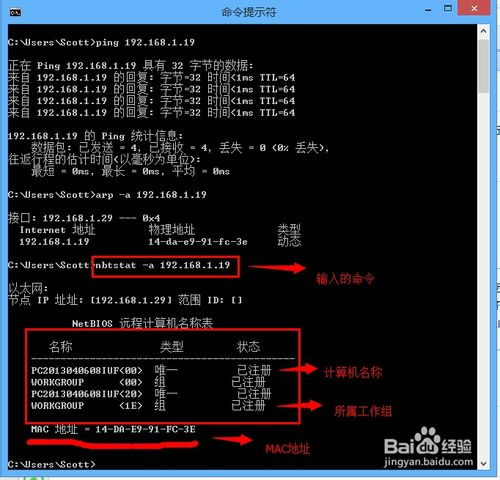 命令提示符
C:\Users\Scott>ping 192.168.1.19
正在 Ping 192.168.1.19 具有 32 字节的数据:
来自 192.168.1.19 的回复: 字节=32 时间<1ms TTL=64
来自 192.168.1.19 的回复: 字节=32 时间<1ms TTL=64
来自 192.168.1.19 的回复: 字节=32 时间<1ms TTL=64
来自 192.168.1.19 的回复: 字节=32 时间<1ms TTL=64
192.168.1.19 的 Ping 统计信息:
数据包: 已发送 = 4, 已接收 = 4, 丢失 = 0 (0% 丢失),
往返行程的估计时间(以毫秒为单位):
最短 = 0ms, 最长 = 0ms, 平均 = 0ms
C:\Users\Scott>arp -a 192.168.1.19
接口: 192.168.1.29 --- 0x4
Internet 地址 物理地址 类型
192.168.1.19 14-da-e9-91-fc-3e 动态
C:\Users\Scott>nbtstat -a 192.168.1.19
输入的命令
以太网:
节点 IP 址址: [192.168.1.29] 范围 ID: []
NetBIOS 远程计算机名称表
名称 类型 状态
---------------------------------------------
PC2013040608IUF<00> 唯一 已注册
计算机名称
WORKGROUP <00> 组 已注册
PC2013040608IUF<20> 唯一 已注册
WORKGROUP <1E> 组 已注册
所属工作组
MAC 地址 = 14-DA-E9-91-FC-3E
MAC地址
C:\Users\Scott>
Baidu 经验
jingyan.baidu.com